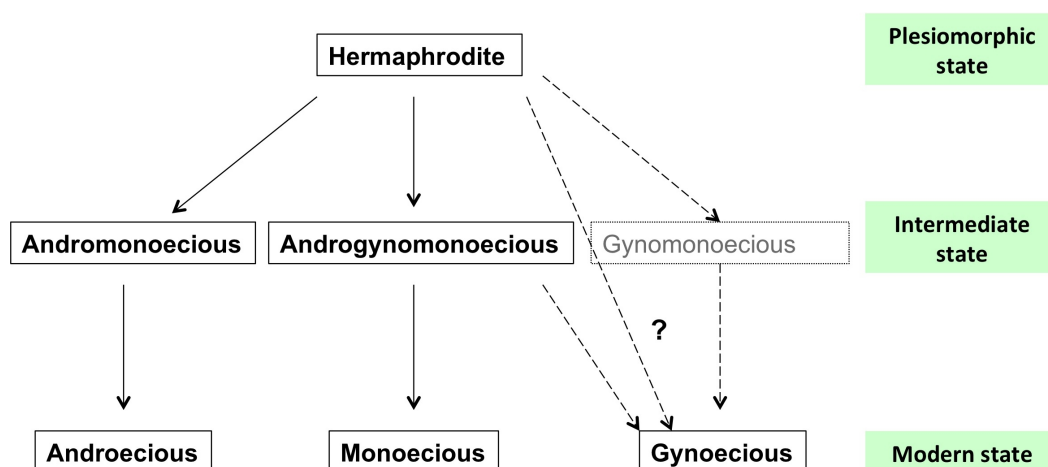 Hermaphrodite
Plesiomorphic
state
Andromonoecious
Androgynomonoecious
Gynomonoecious
Intermediate
state
?
Androecious
Monoecious
Gynoecious
Modern state